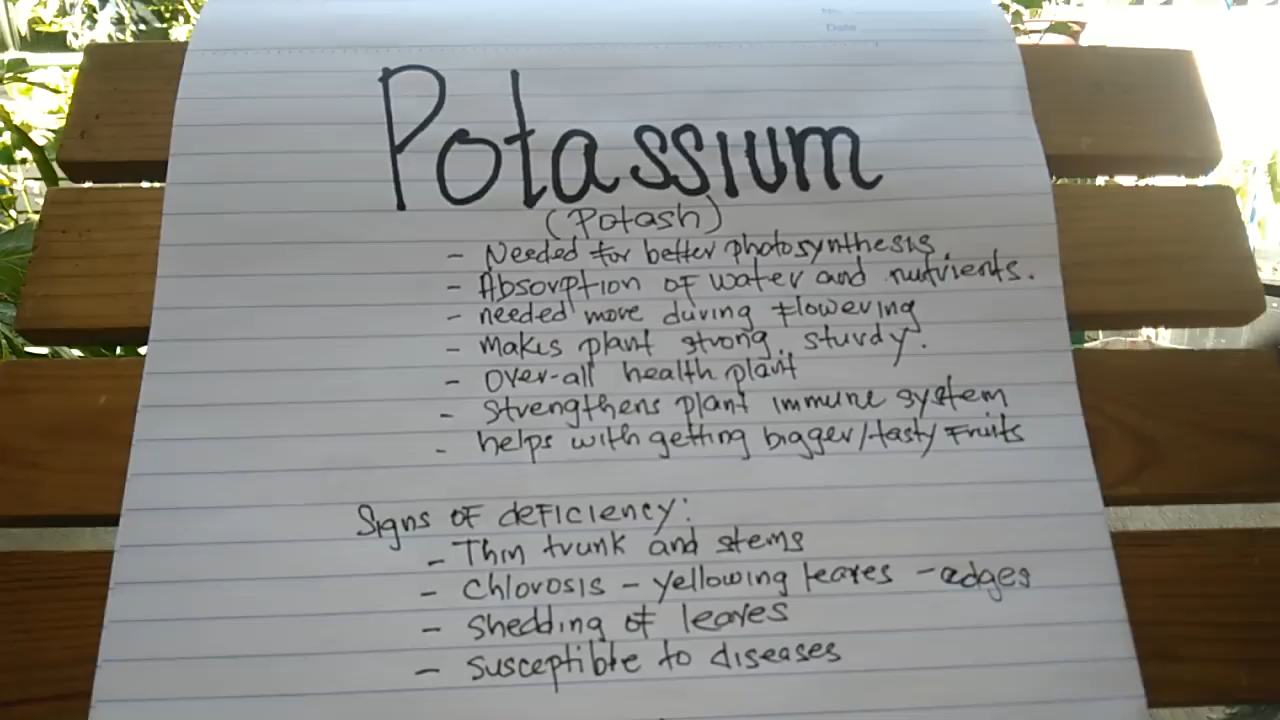 No.
Date
Potassium
(Potash)
- Needed for better photosynthesis
- Absorption of water and nutrients.
- needed more during flowering
- makes plant strong, sturdy.
- over-all health plant
- strengthens plant immune system
- helps with getting bigger/tasty Fruits
Signs of deficiency:
- Thin trunk and stems
- Chlorosis - yellowing leaves - edges
- shedding of leaves
- susceptible to diseases